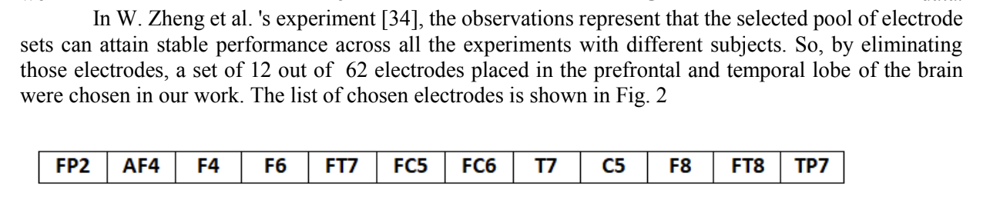 In W. Zheng et al. 's experiment [34], the observations represent that the selected pool of electrode
sets can attain stable performance across all the experiments with different subjects. So, by eliminating
those electrodes, a set of 12 out of 62 electrodes placed in the prefrontal and temporal lobe of the brain
were chosen in our work. The list of chosen electrodes is shown in Fig. 2
FP2 AF4 F4 F6 FT7 FC5 FC6 T7 C5 F8 FT8 TP7